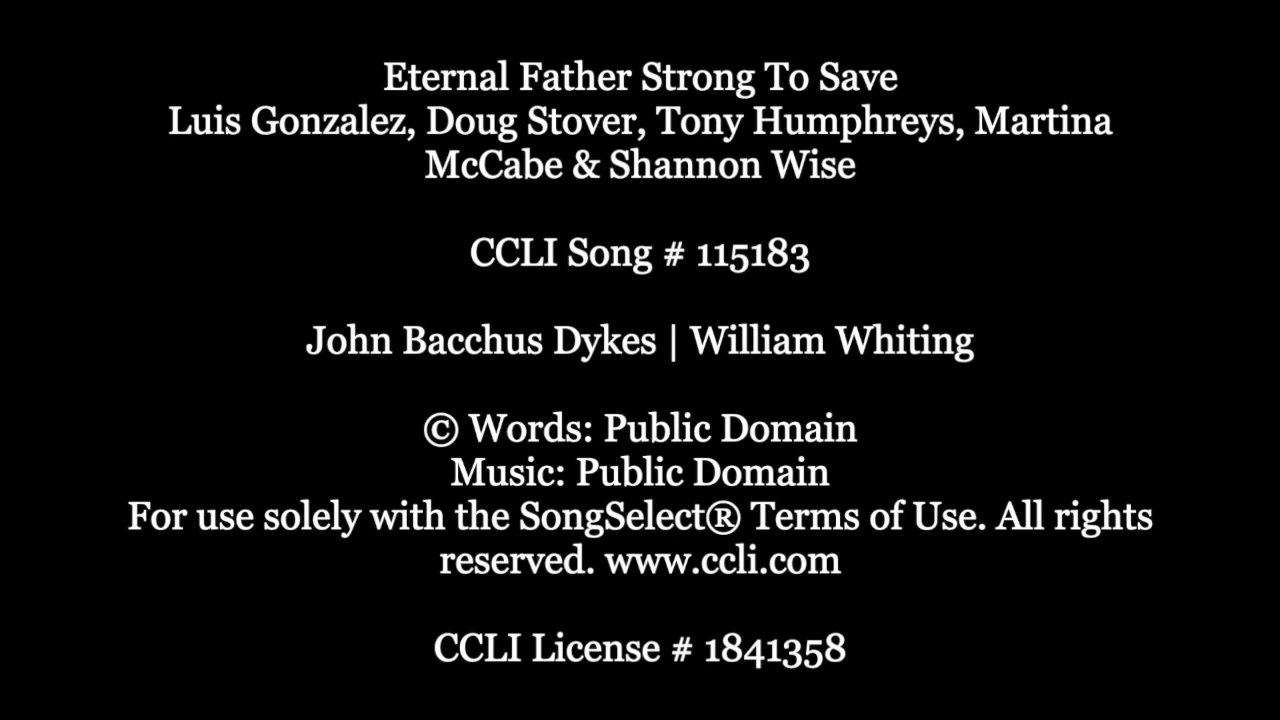 Eternal Father Strong To Save
Luis Gonzalez, Doug Stover, Tony Humphreys, Martina
McCabe & Shannon Wise
CCLI Song # 115183
John Bacchus Dykes | William Whiting
© Words: Public Domain
Music: Public Domain
For use solely with the SongSelect® Terms of Use. All rights
reserved. www.ccli.com
CCLI License # 1841358